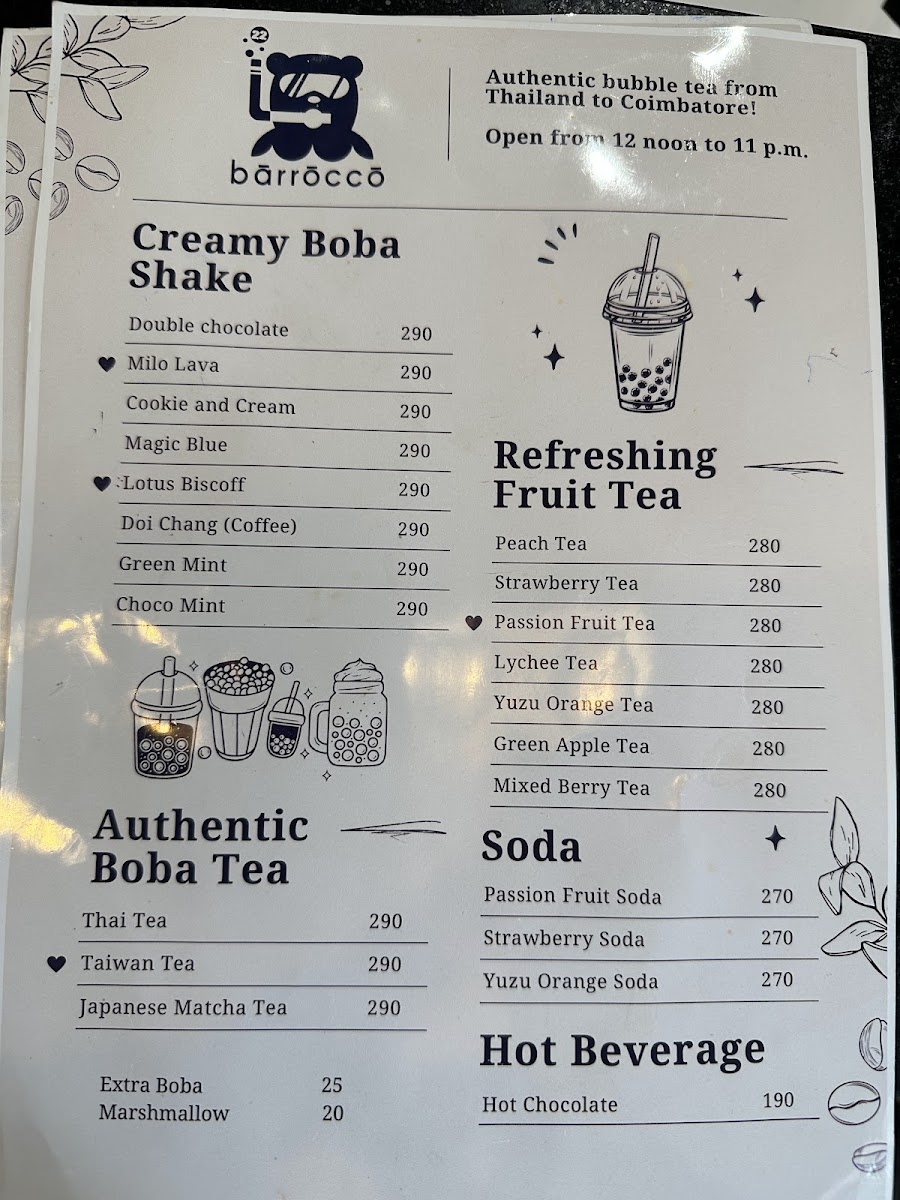 22
bārrōccō
Authentic bubble tea from
Thailand to Coimbatore!
Open from 12 noon to 11 p.m.
Creamy Boba
Shake
Double chocolate 290
Milo Lava 290
Cookie and Cream 290
Magic Blue 290
Lotus Biscoff 290
Doi Chang (Coffee) 290
Green Mint 290
Choco Mint 290
Authentic
Boba Tea
Thai Tea 290
Taiwan Tea 290
Japanese Matcha Tea 290
Extra Boba 25
Marshmallow 20
Refreshing
Fruit Tea
Peach Tea 280
Strawberry Tea 280
Passion Fruit Tea 280
Lychee Tea 280
Yuzu Orange Tea 280
Green Apple Tea 280
Mixed Berry Tea 280
Soda
Passion Fruit Soda 270
Strawberry Soda 270
Yuzu Orange Soda 270
Hot Beverage
Hot Chocolate 190